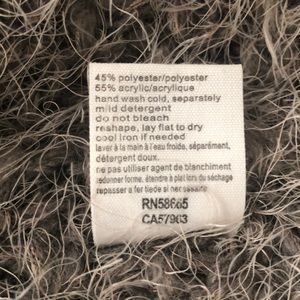 45% polyester/polyester
55% acrylic/acrylique
hand wash cold, separately
mild detergent
do not bleach
reshape, lay flat to dry
cool iron if needed
laver à la main à l'eau froide, séparément,
détergent doux.
ne pas utiliser agent de blanchiment
redonner forme. étendre à plat lors du séchage
repasser a fer tiede si nécessaire
RN58665
CA57963